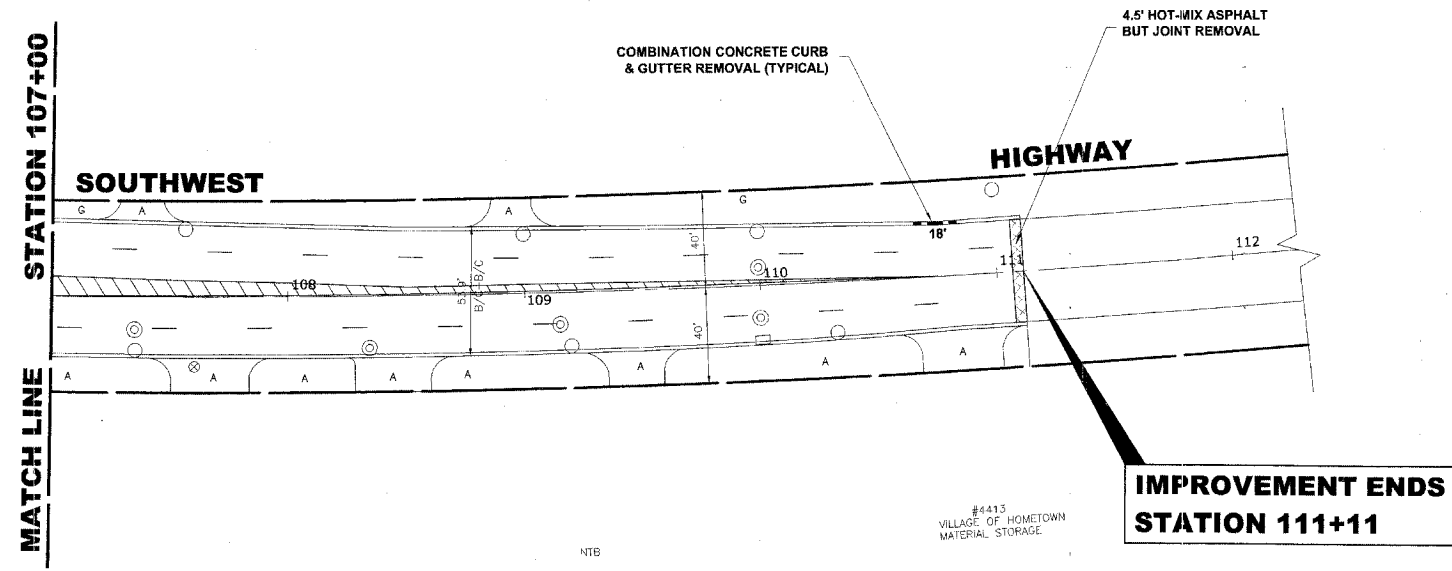 4.5' HOT-MIX ASPHALT
BUT JOINT REMOVAL
COMBINATION CONCRETE CURB
& GUTTER REMOVAL (TYPICAL)
MATCH LINE STATION 107+00
SOUTHWEST
HIGHWAY
G
A
A
G
18'
40'
53.9'
B/C-B/C
40'
108
109
110
111
112
A
A
A
A
A
A
A
A
IMPROVEMENT ENDS
STATION 111+11
#4413
VILLAGE OF HOMETOWN
MATERIAL STORAGE
NTB